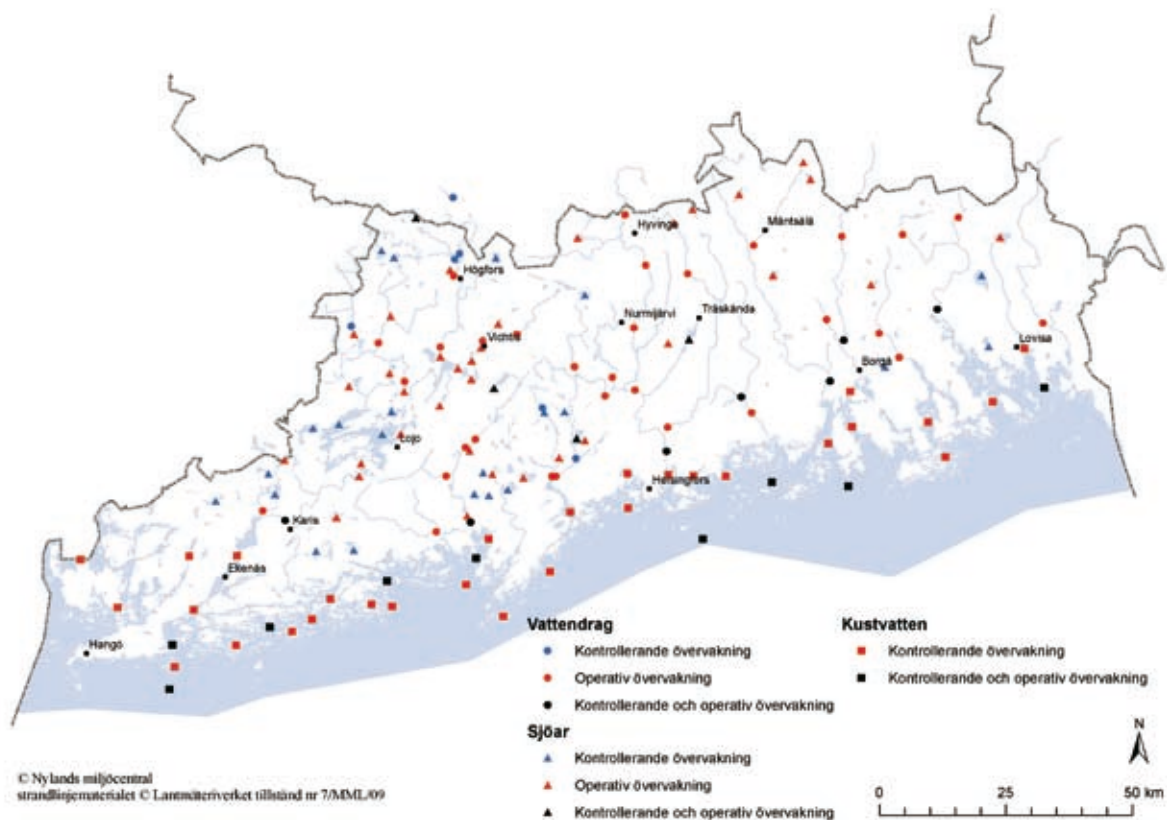 Hyvinge
Mäntsälä
Högfors
Nurmijärvi
Träskända
Vichtis
Lovisa
Borgå
Lojo
Helsingfors
Karis
Ekenäs
Hangö
Vattendrag
Kontrollerande övervakning
Operativ övervakning
Kontrollerande och operativ övervakning
Sjöar
Kontrollerande övervakning
Operativ övervakning
Kontrollerande och operativ övervakning
Kustvatten
Kontrollerande övervakning
Kontrollerande och operativ övervakning
N
0 25 50 km
© Nylands miljöcentral
strandlinjematerialet © Lantmäteriverket tillstånd nr 7/MML/09